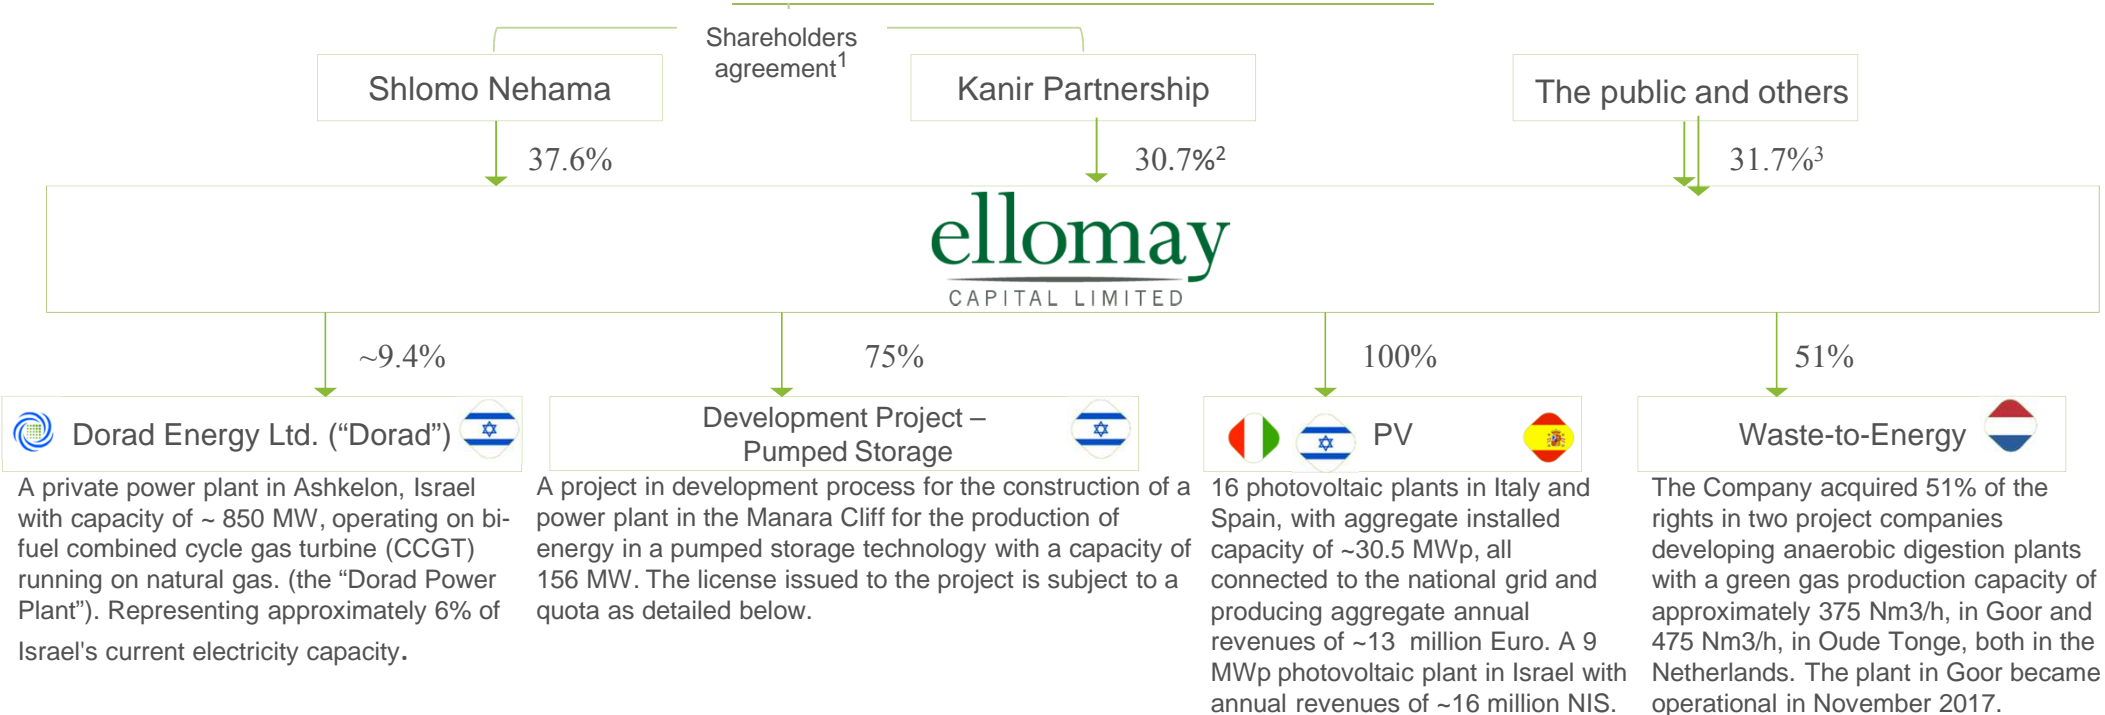 Shareholders
agreement1
Shlomo Nehama
Kanir Partnership
The public and others
37.6%
30.7%2
31.7%3
ellomay
CAPITAL LIMITED
~9.4%
75%
100%
51%
Dorad Energy Ltd. (“Dorad”)
A private power plant in Ashkelon, Israel
with capacity of ~ 850 MW, operating on bi-
fuel combined cycle gas turbine (CCGT)
running on natural gas. (the “Dorad Power
Plant”). Representing approximately 6% of
Israel's current electricity capacity.
Development Project –
Pumped Storage
A project in development process for the construction of a
power plant in the Manara Cliff for the production of
energy in a pumped storage technology with a capacity of
156 MW. The license issued to the project is subject to a
quota as detailed below.
PV
16 photovoltaic plants in Italy and
Spain, with aggregate installed
capacity of ~30.5 MWp, all
connected to the national grid and
producing aggregate annual
revenues of ~13 million Euro. A 9
MWp photovoltaic plant in Israel with
annual revenues of ~16 million NIS.
Waste-to-Energy
The Company acquired 51% of the
rights in two project companies
developing anaerobic digestion plants
with a green gas production capacity of
approximately 375 Nm3/h, in Goor and
475 Nm3/h, in Oude Tonge, both in the
Netherlands. The plant in Goor became
operational in November 2017.